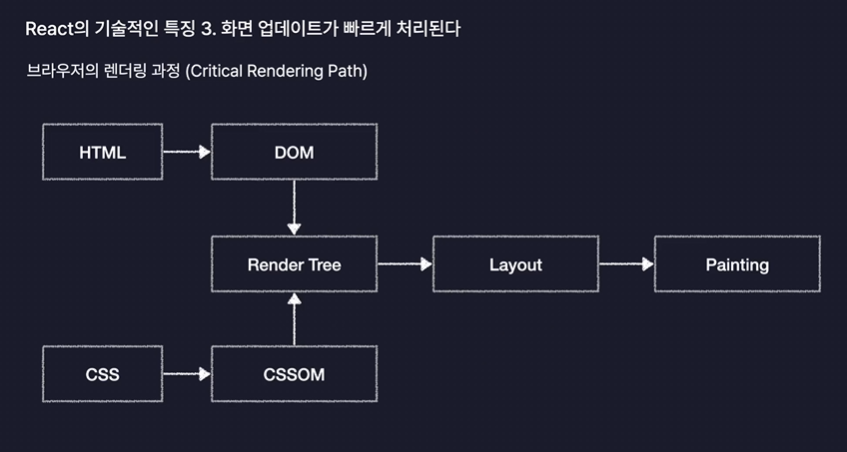 React의 기술적인 특징 3. 화면 업데이트가 빠르게 처리된다
브라우저의 렌더링 과정 (Critical Rendering Path)
HTML
DOM
Render Tree
Layout
Painting
CSS
CSSOM